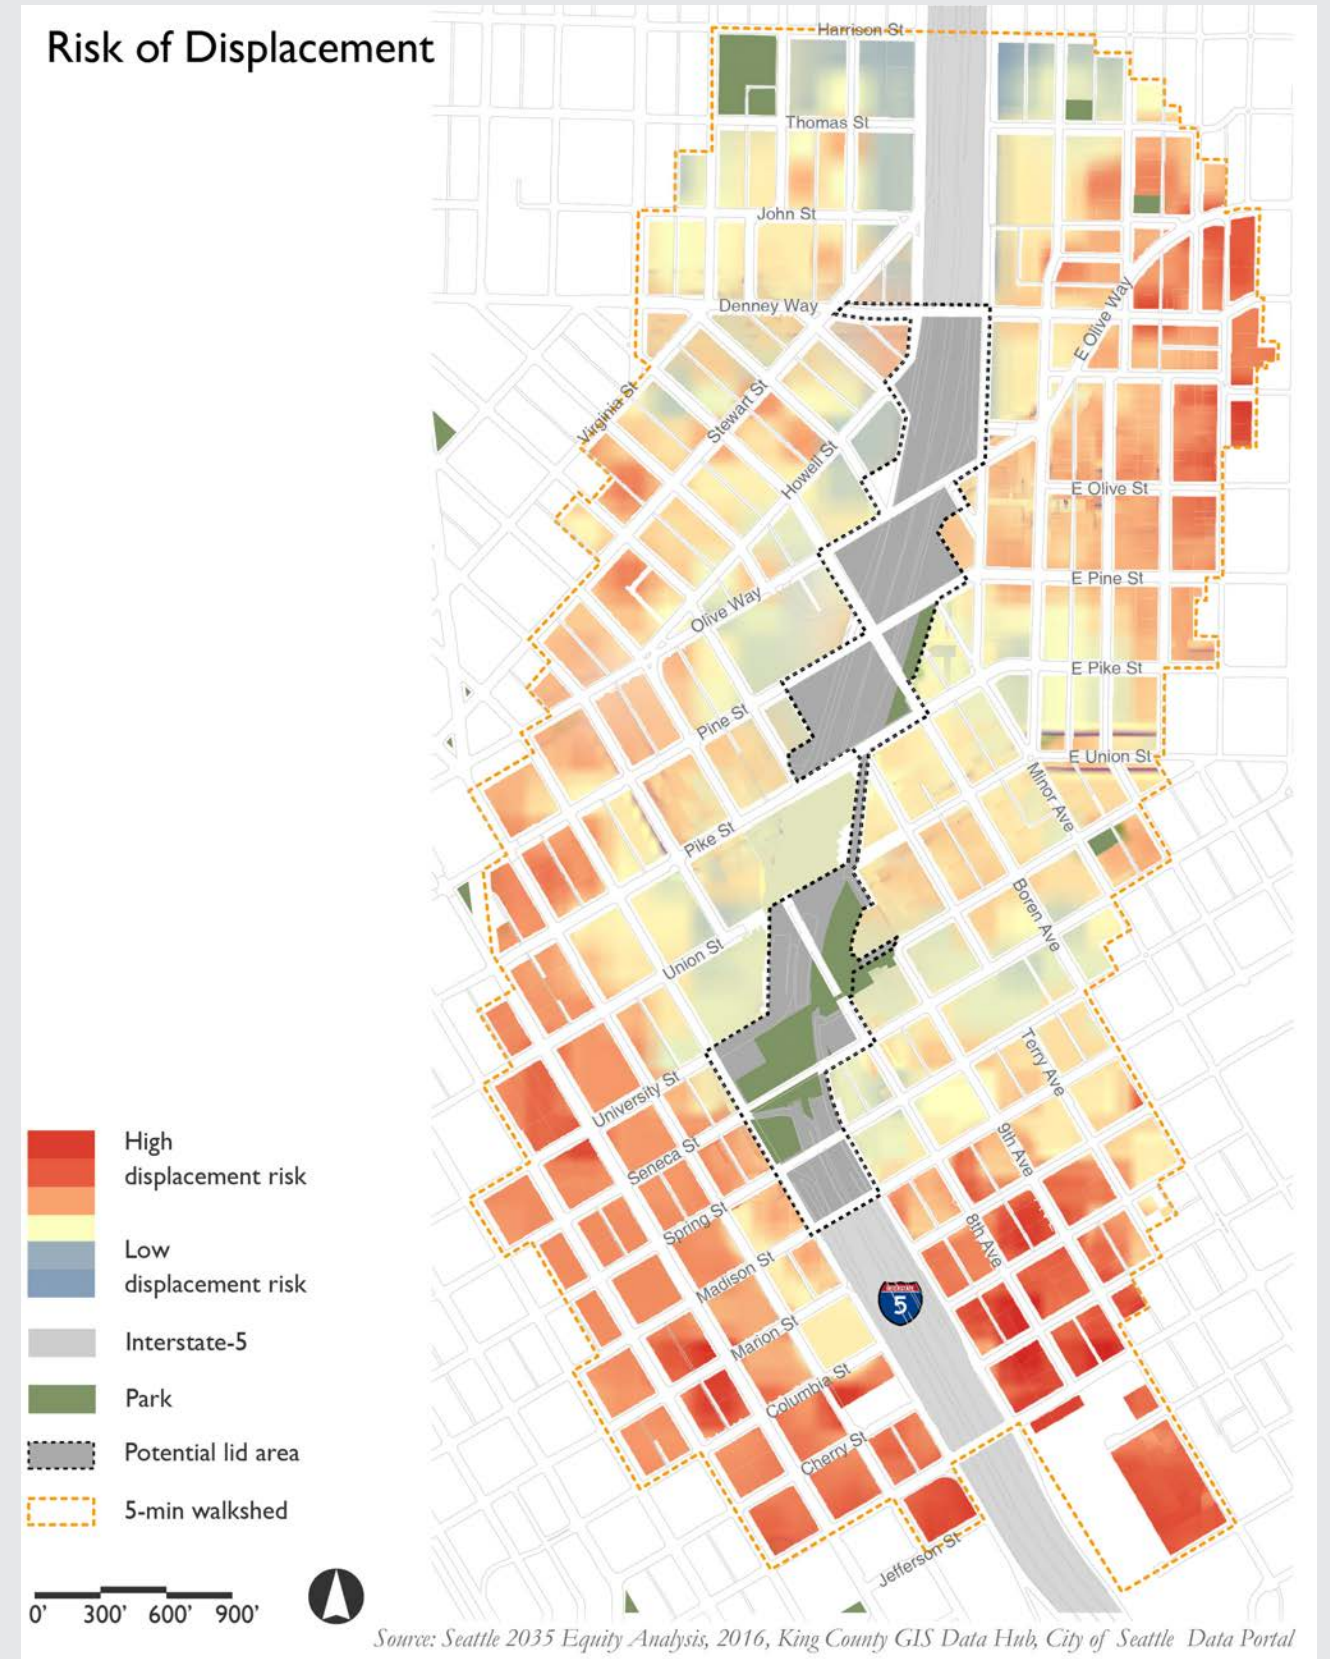 Risk of Displacement
Harrison St
Thomas St
John St
Denney Way
E Olive Way
Virginia St
Stewart St
Howell St
E Olive St
E Pine St
Olive Way
E Pike St
Pine St
E Union St
Minor Ave
Pike St
Boren Ave
Union St
Terry Ave
University St
9th Ave
Seneca St
Spring St
8th Ave
Madison St
INTERSTATE
5
Marion St
Columbia St
Cherry St
Jefferson St
High
displacement risk
Low
displacement risk
Interstate-5
Park
Potential lid area
5-min walkshed
0' 300' 600' 900'
Source: Seattle 2035 Equity Analysis, 2016, King County GIS Data Hub, City of Seattle Data Portal